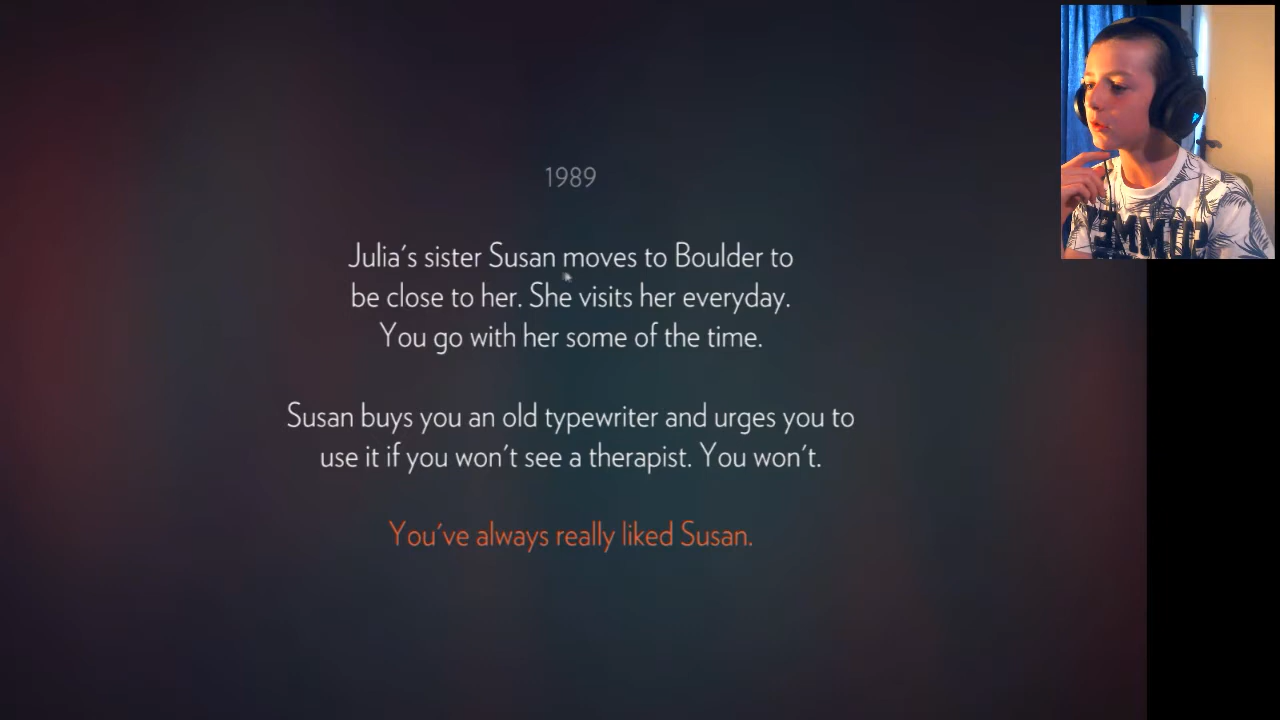 1989
Julia's sister Susan moves to Boulder to
be close to her. She visits her everyday.
You go with her some of the time.
Susan buys you an old typewriter and urges you to
use it if you won't see a therapist. You won't.
You've always really liked Susan.